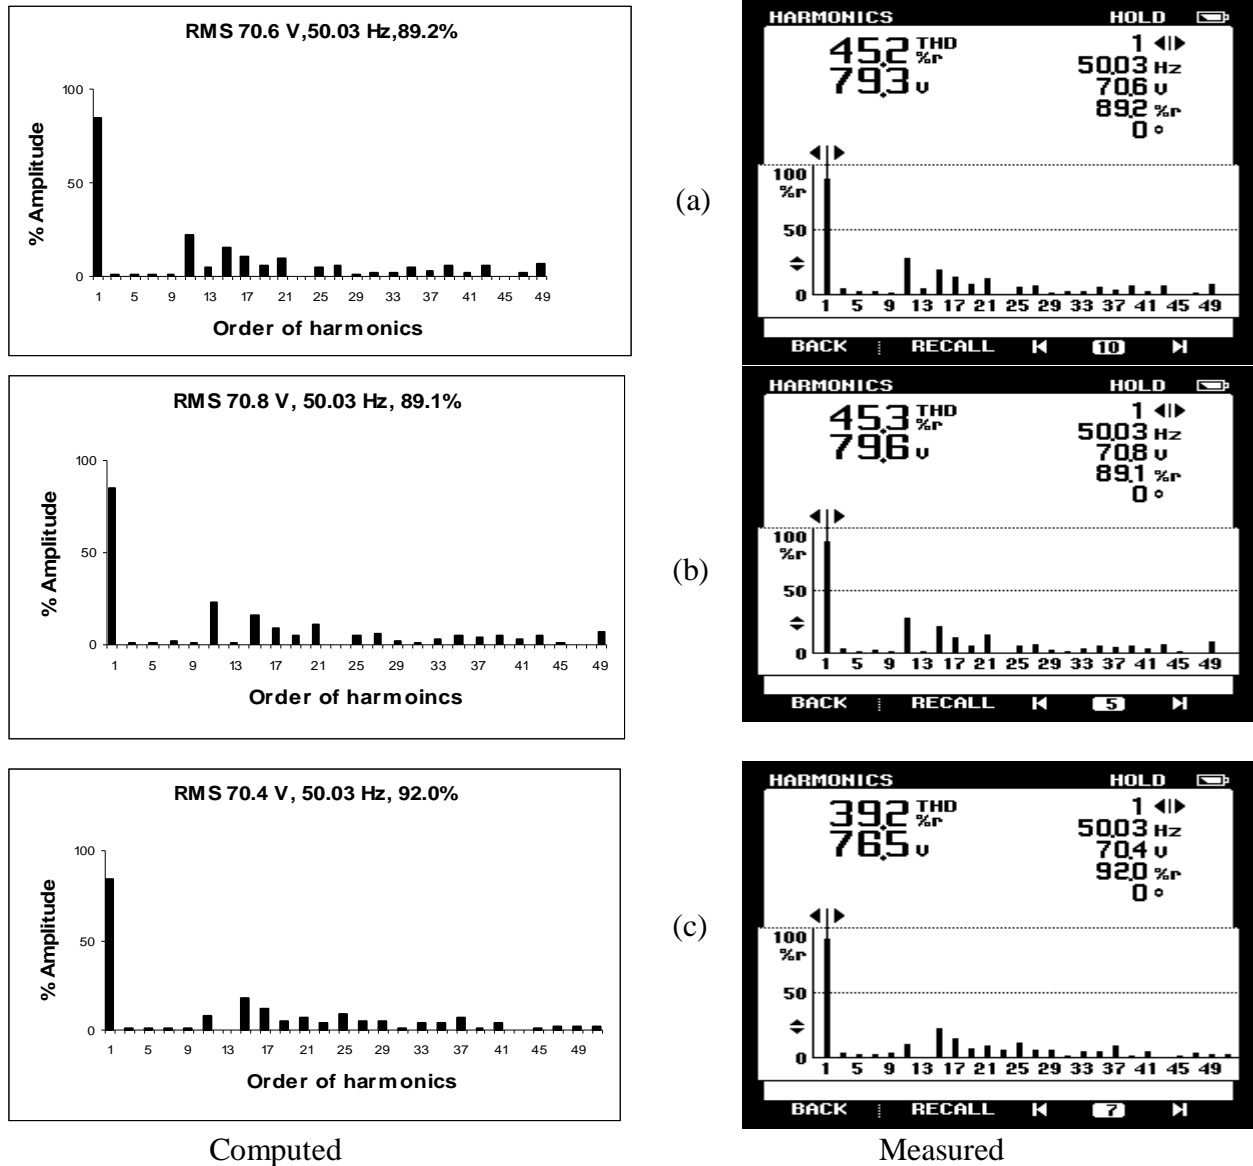 RMS 70.6 V,50.03 Hz,89.2%
% Amplitude
100
50
0
1 5 9 13 17 21 25 29 33 37 41 45 49
Order of harmonics
(a)
HARMONICS HOLD
45.2 THD %r
79.3 V
1
50.03 Hz
70.6 V
89.2 %r
0 °
100
%r
50
0
1 5 9 13 17 21 25 29 33 37 41 45 49
BACK RECALL 10
RMS 70.8 V, 50.03 Hz, 89.1%
% Amplitude
100
50
0
1 5 9 13 17 21 25 29 33 37 41 45 49
Order of harmoincs
(b)
HARMONICS HOLD
45.3 THD %r
79.6 V
1
50.03 Hz
70.8 V
89.1 %r
0 °
100
%r
50
0
1 5 9 13 17 21 25 29 33 37 41 45 49
BACK RECALL 5
RMS 70.4 V, 50.03 Hz, 92.0%
% Amplitude
100
50
0
1 5 9 13 17 21 25 29 33 37 41 45 49
Order of harmonics
(c)
HARMONICS HOLD
39.2 THD %r
76.5 V
1
50.03 Hz
70.4 V
92.0 %r
0 °
100
%r
50
0
1 5 9 13 17 21 25 29 33 37 41 45 49
BACK RECALL 7
Computed
Measured